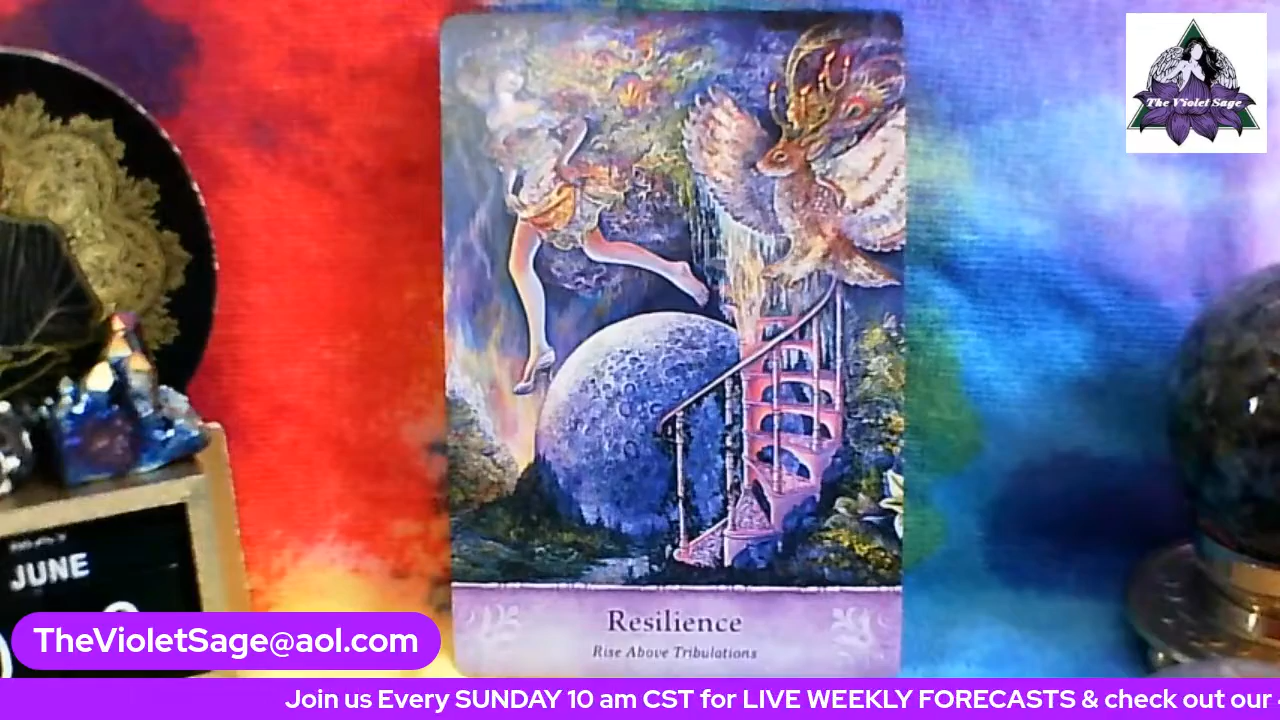 The Violet Sage
Resilience
Rise Above Tribulations
JUNE
TheVioletSage@aol.com
Join us Every SUNDAY 10 am CST for LIVE WEEKLY FORECASTS & check out our